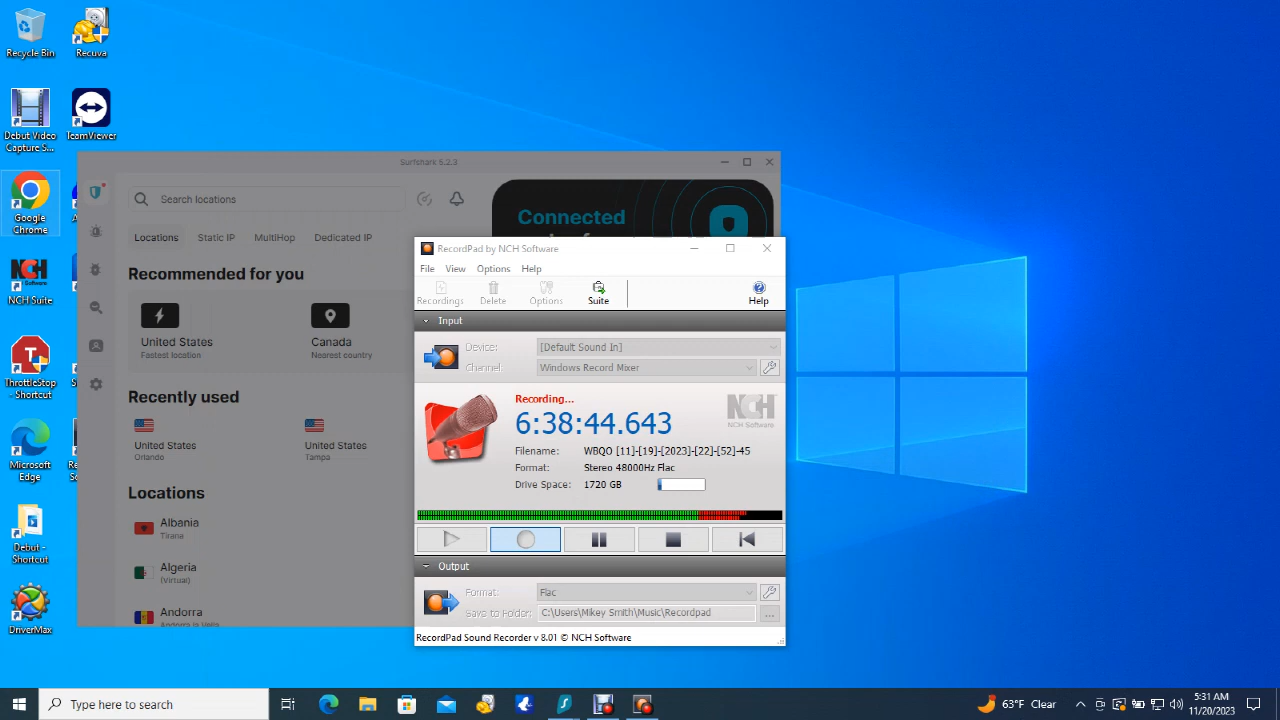 Recycle Bin
Recuva
Debut Video
Capture S...
TeamViewer
Google
Chrome
NCH Suite
ThrottleStop
- Shortcut
Microsoft
Edge
Debut -
Shortcut
DriverMax
Surfshark 5.2.3
Search locations
Connected
Locations
Static IP
MultiHop
Dedicated IP
Recommended for you
United States
Fastest location
Canada
Nearest country
Recently used
United States
Orlando
United States
Tampa
Locations
Albania
Tirana
Algeria
(Virtual)
Andorra
Andorra la Vella
RecordPad by NCH Software
File
View
Options
Help
Recordings
Delete
Options
Suite
Help
Input
Device:
[Default Sound In]
Channel:
Windows Record Mixer
Recording...
6:38:44.643
NCH
NCH Software
Filename:
WBQO [11]-[19]-[2023]-[22]-[52]-45
Format:
Stereo 48000Hz Flac
Drive Space:
1720 GB
Output
Format:
Flac
Save to Folder:
C:\Users\Mikey Smith\Music\Recordpad
...
RecordPad Sound Recorder v 8.01 © NCH Software
Type here to search
63°F Clear
5:31 AM
11/20/2023